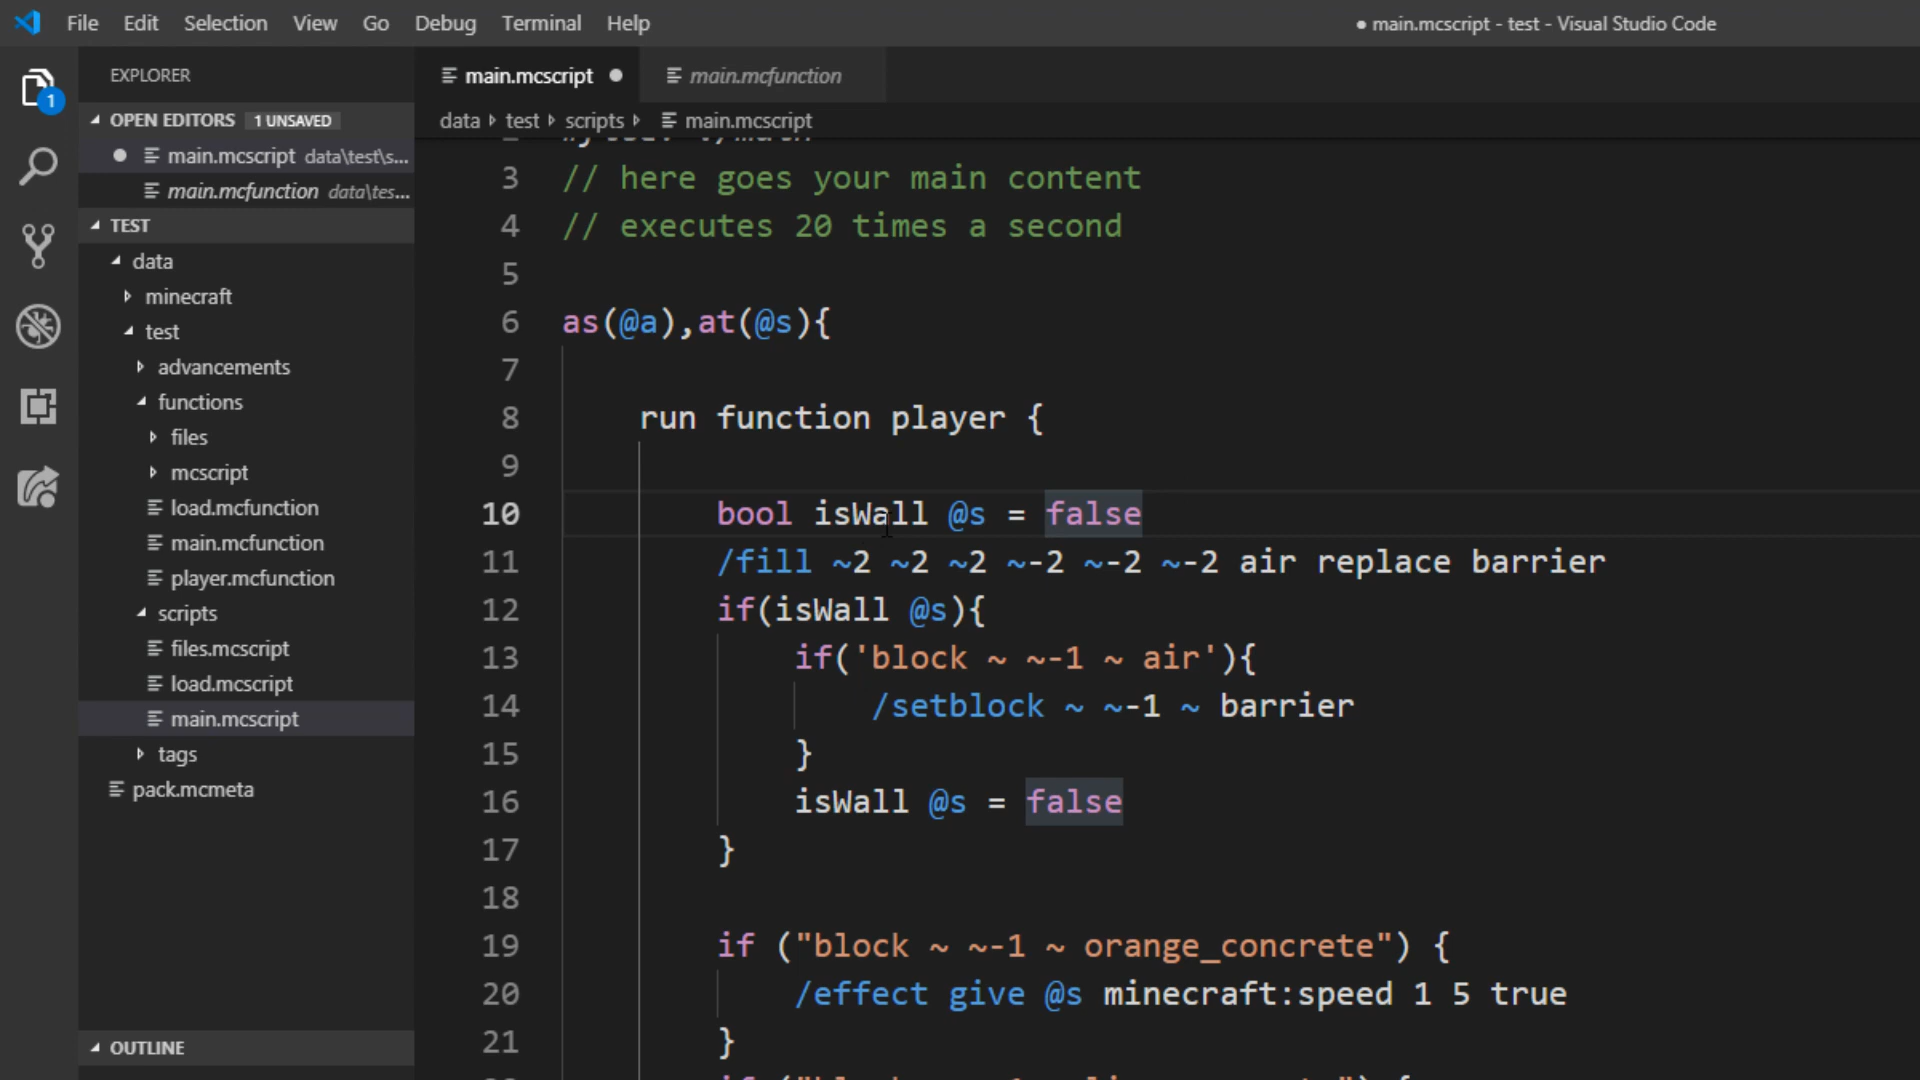 File Edit Selection View Go Debug Terminal Help
● main.mcscript - test - Visual Studio Code
EXPLORER
1
OPEN EDITORS 1 UNSAVED
main.mcscript data\test\s...
main.mcfunction data\tes...
TEST
data
minecraft
test
advancements
functions
files
mcscript
load.mcfunction
main.mcfunction
player.mcfunction
scripts
files.mcscript
load.mcscript
main.mcscript
tags
pack.mcmeta
OUTLINE
main.mcscript main.mcfunction
data test scripts main.mcscript
3 // here goes your main content
4 // executes 20 times a second
5
6 as(@a),at(@s){
7
8 run function player {
9
10 bool isWall @s = false
11 /fill ~2 ~2 ~2 ~-2 ~-2 ~-2 air replace barrier
12 if(isWall @s){
13 if('block ~ ~-1 ~ air'){
14 /setblock ~ ~-1 ~ barrier
15 }
16 isWall @s = false
17 }
18
19 if ("block ~ ~-1 ~ orange_concrete") {
20 /effect give @s minecraft:speed 1 5 true
21 }